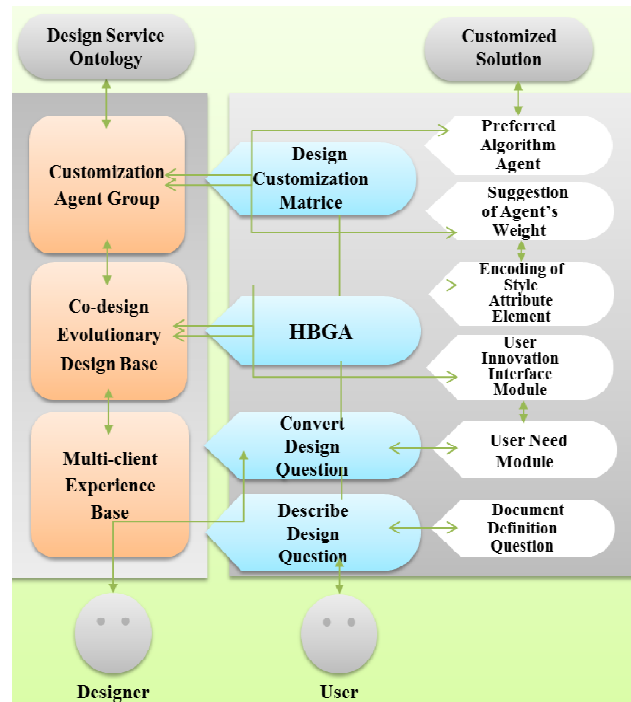 Design Service
Ontology
Customized
Solution
Customization
Agent Group
Design
Customization
Matrice
Preferred
Algorithm
Agent
Suggestion
of Agent's
Weight
Co-design
Evolutionary
Design Base
HBGA
Encoding of
Style
Attribute
Element
User
Innovation
Interface
Module
Multi-client
Experience
Base
Convert
Design
Question
User Need
Module
Describe
Design
Question
Document
Definition
Question
Designer
User